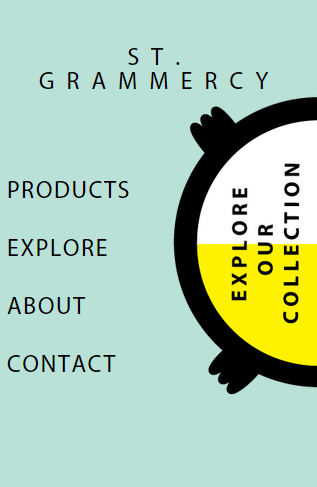 ST.
GRAMMERCY
PRODUCTS
EXPLORE
ABOUT
CONTACT
EXPLORE
OUR
COLLECTION